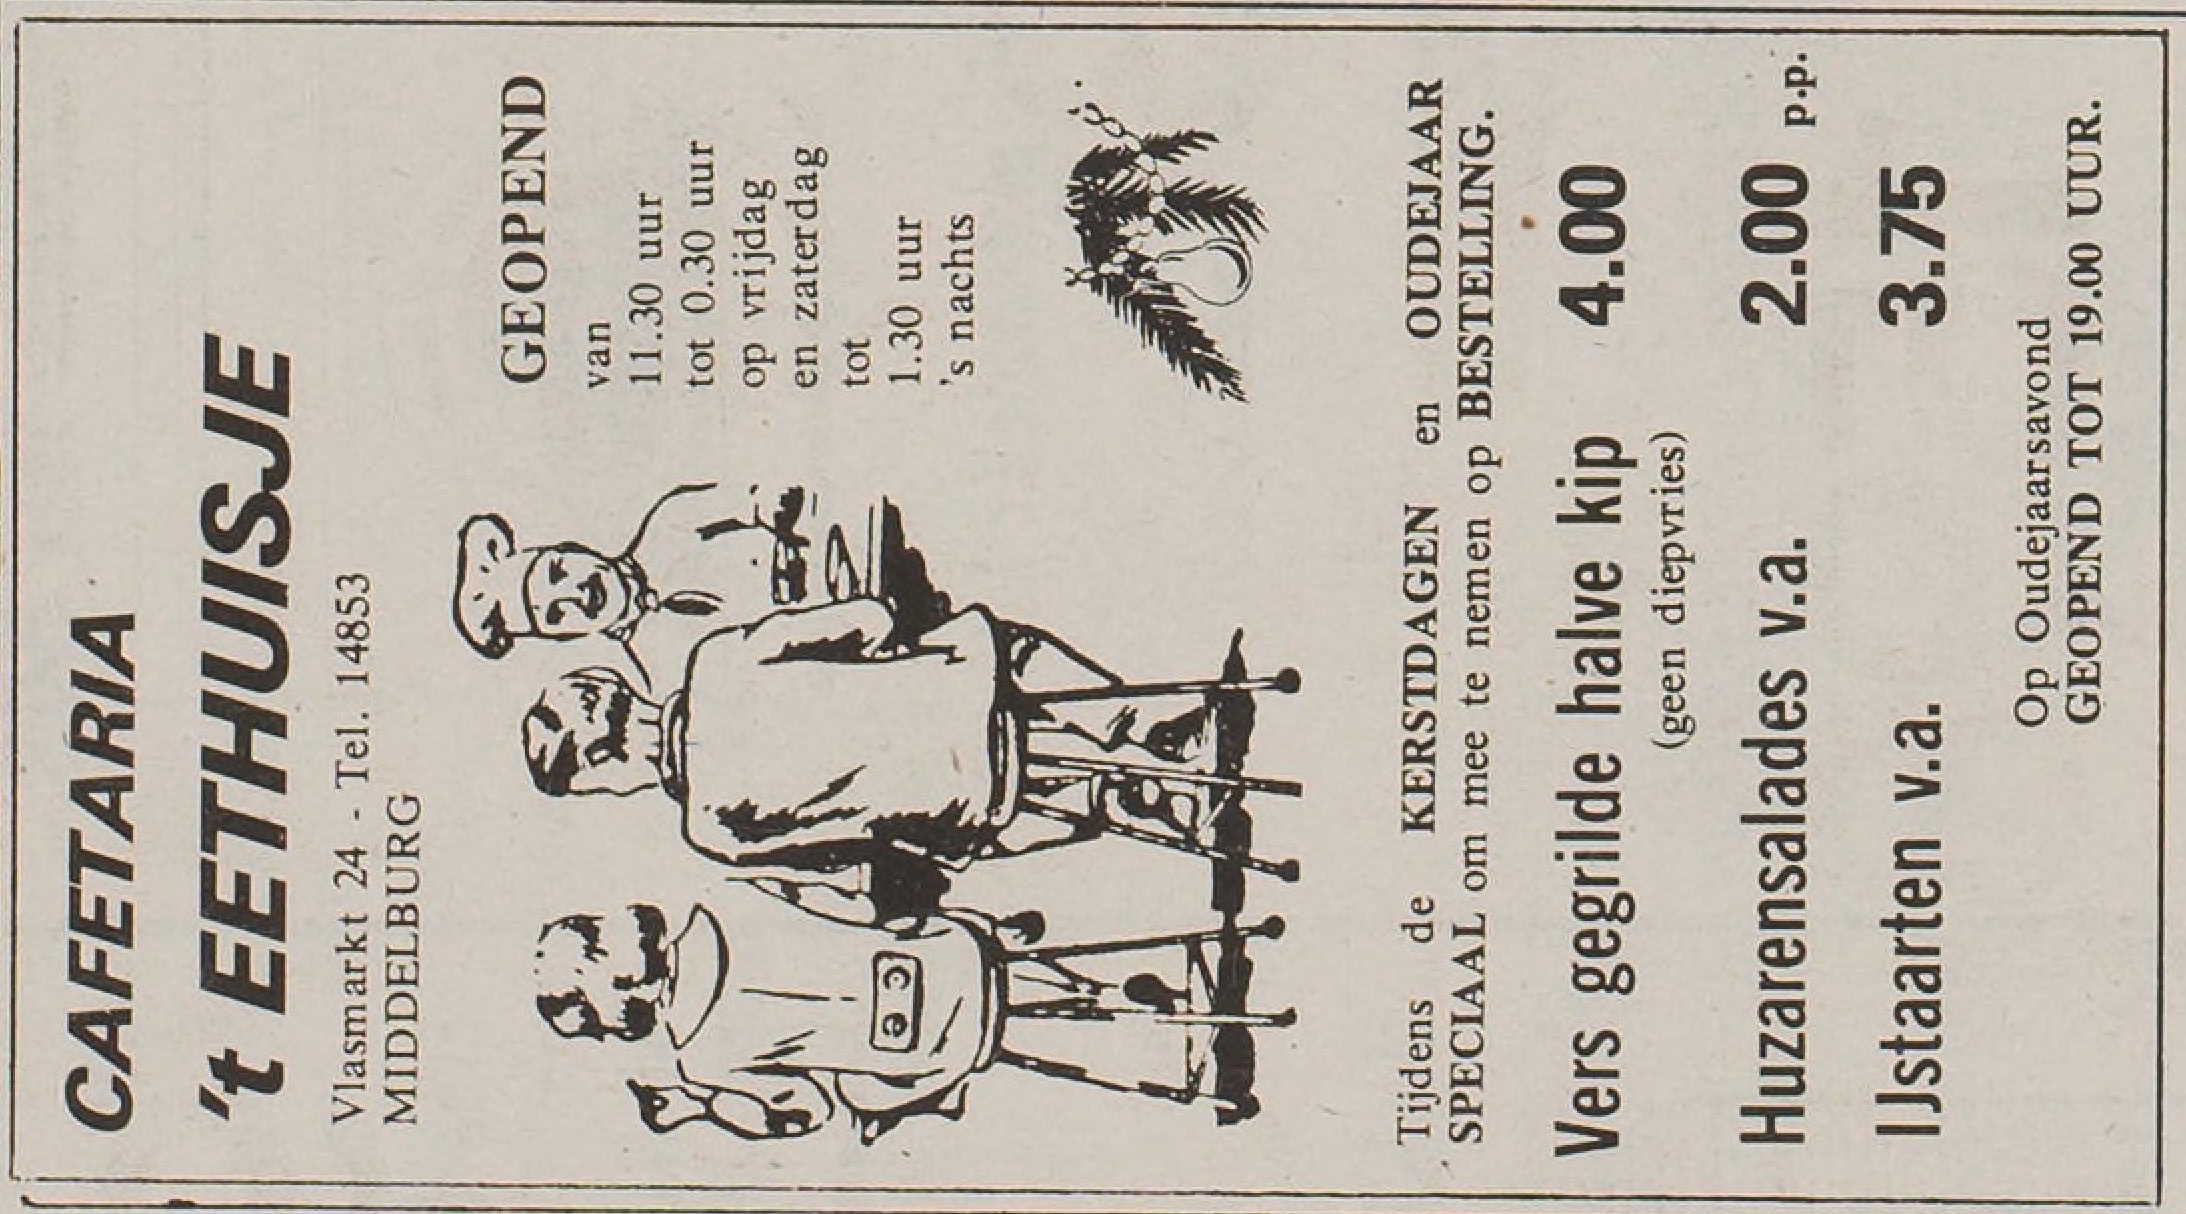 CAFETARIA
't EETHUISJE
Vlasmarkt 24 - Tel. 14853
MIDDELBURG
GEOPEND
van
11.30 uur
tot 0.30 uur
op vrijdag
en zaterdag
tot
1.30 uur
's nachts
c e
Tijdens de KERSTDAGEN en OUDEJAAR
SPECIAAL om mee te nemen op BESTELLING.
Vers gegrilde halve kip 4.00
(geen diepvries)
Huzarensalades v.a. 2.00 p.p.
IJstaarten v.a. 3.75
Op Oudejaarsavond
GEOPEND TOT 19.00 UUR.